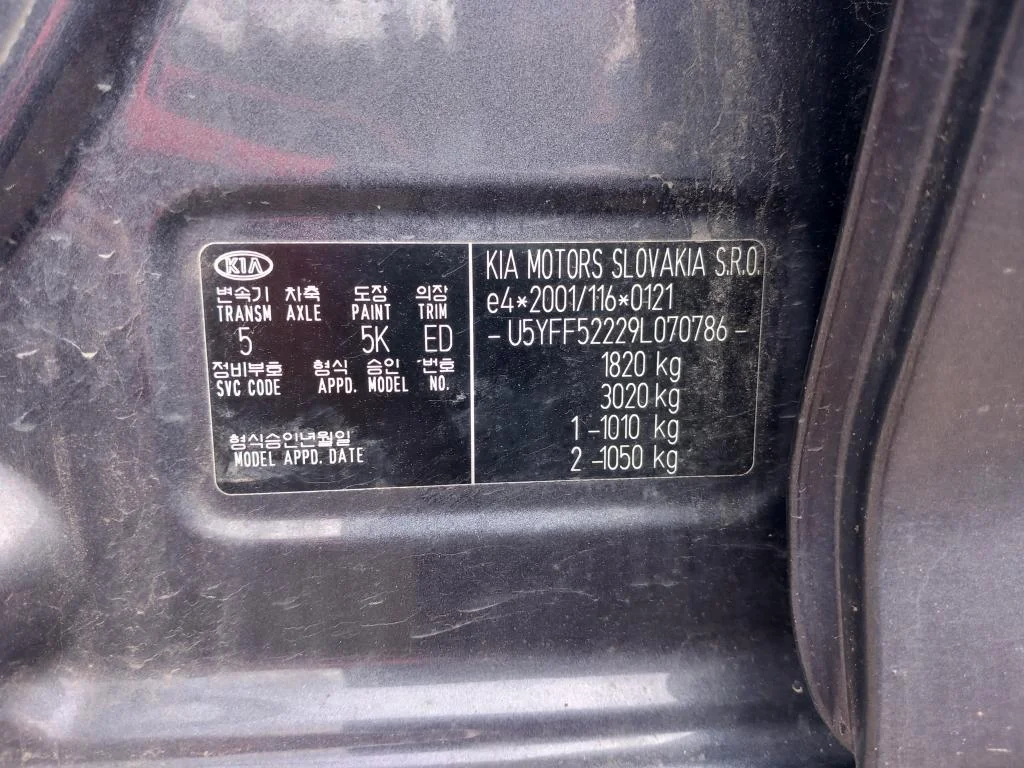 KIA
변속기 차축 도장 의장
TRANSM AXLE PAINT TRIM
5 5K ED
정비부호 형식 승인 번호
SVC CODE APPD. MODEL NO.
형식승인년월일
MODEL APPD. DATE
KIA MOTORS SLOVAKIA S.R.O.
e4*2001/116*0121
- U5YFF52229L070786 -
1820 kg
3020 kg
1 -1010 kg
2 -1050 kg